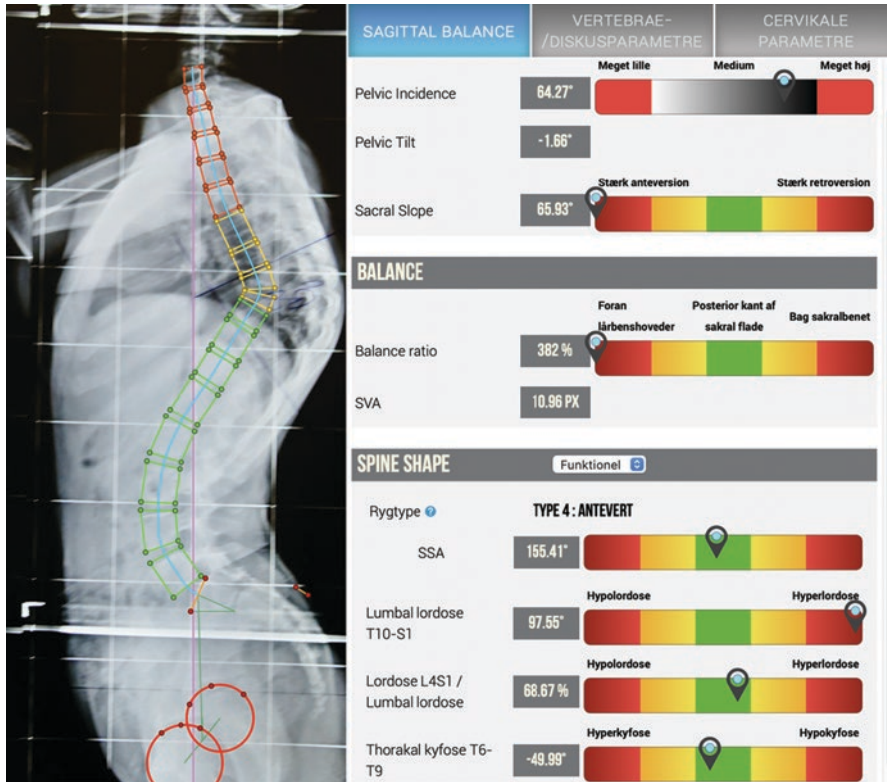 SAGITTAL BALANCE
VERTEBRAE-
/DISKUSPARAMETRE
CERVIKALE
PARAMETRE
Meget lille Medium Meget høj
Pelvic Incidence 64.27°
Pelvic Tilt -1.66°
Stærk anteversion Stærk retroversion
Sacral Slope 65.93°
BALANCE
Foran
lårbenshoveder
Posterior kant af
sakral flade
Bag sakralbenet
Balance ratio 382 %
SVA 10.96 PX
SPINE SHAPE Funktionel
Rygtype ? TYPE 4 : ANTEVERT
SSA 155.41°
Hypolordose Hyperlordose
Lumbal lordose
T10-S1
97.55°
Hypolordose Hyperlordose
Lordose L4S1 /
Lumbal lordose
68.67 %
Hyperkyfose Hypokyfose
Thorakal kyfose T6-
T9
-49.99°